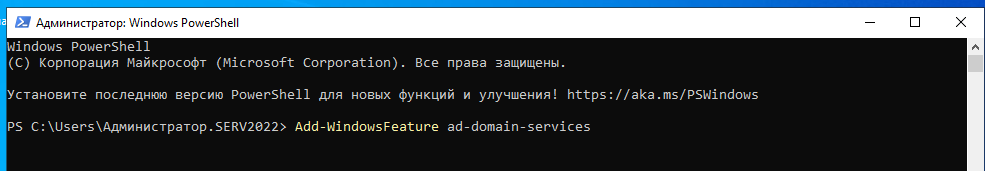 Администратор: Windows PowerShell
Windows PowerShell
(C) Корпорация Майкрософт (Microsoft Corporation). Все права защищены.
Установите последнюю версию PowerShell для новых функций и улучшения! https://aka.ms/PSWindows
PS C:\Users\Администратор.SERV2022> Add-WindowsFeature ad-domain-services